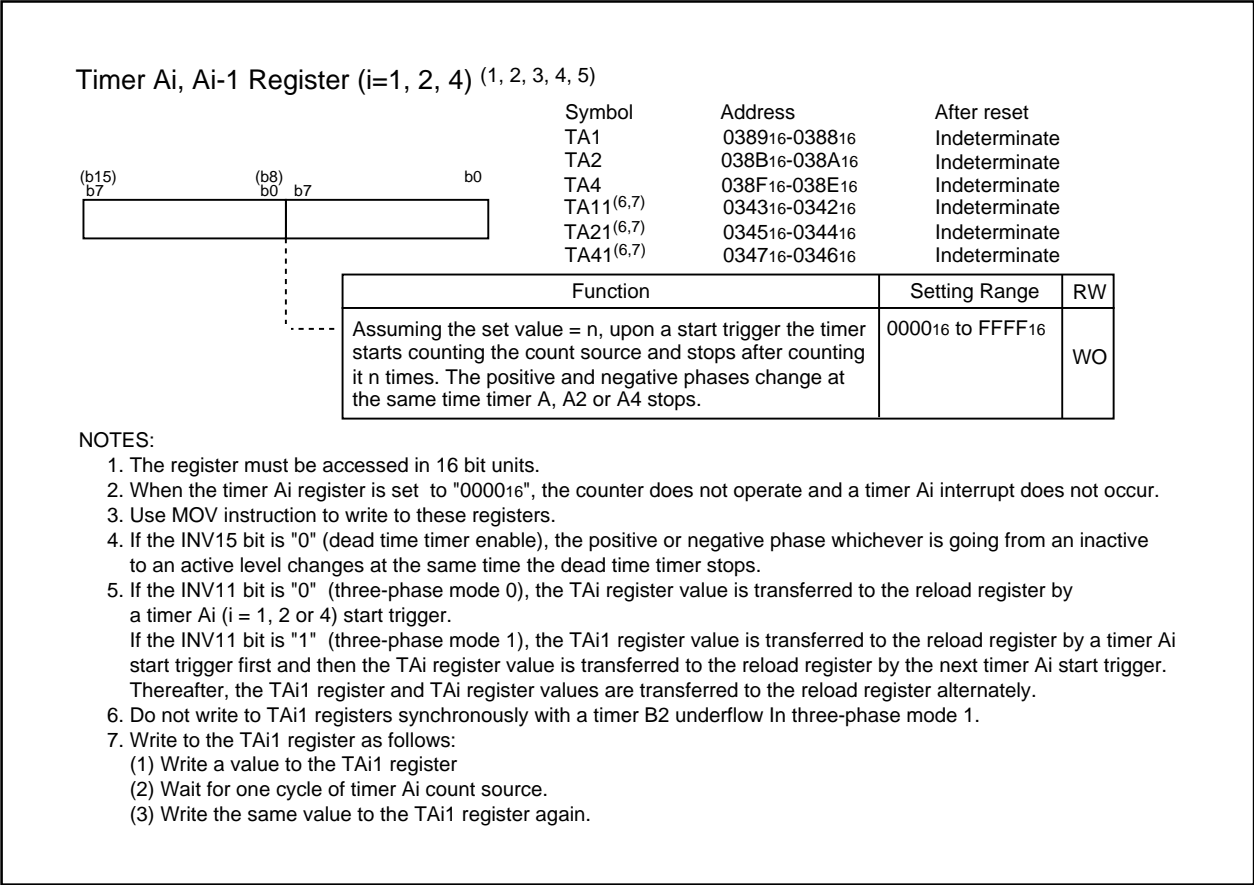 Timer Ai, Ai-1 Register (i=1, 2, 4) (1, 2, 3, 4, 5)
Symbol Address After reset
TA1 038916-038816 Indeterminate
TA2 038B16-038A16 Indeterminate
TA4 038F16-038E16 Indeterminate
TA11(6,7) 034316-034216 Indeterminate
TA21(6,7) 034516-034416 Indeterminate
TA41(6,7) 034716-034616 Indeterminate
(b15) (b8)
b7 b0 b7 b0
Function Setting Range RW
Assuming the set value = n, upon a start trigger the timer 000016 to FFFF16
starts counting the count source and stops after counting WO
it n times. The positive and negative phases change at
the same time timer A, A2 or A4 stops.
NOTES:
1. The register must be accessed in 16 bit units.
2. When the timer Ai register is set to "000016", the counter does not operate and a timer Ai interrupt does not occur.
3. Use MOV instruction to write to these registers.
4. If the INV15 bit is "0" (dead time timer enable), the positive or negative phase whichever is going from an inactive
to an active level changes at the same time the dead time timer stops.
5. If the INV11 bit is "0" (three-phase mode 0), the TAi register value is transferred to the reload register by
a timer Ai (i = 1, 2 or 4) start trigger.
If the INV11 bit is "1" (three-phase mode 1), the TAi1 register value is transferred to the reload register by a timer Ai
start trigger first and then the TAi register value is transferred to the reload register by the next timer Ai start trigger.
Thereafter, the TAi1 register and TAi register values are transferred to the reload register alternately.
6. Do not write to TAi1 registers synchronously with a timer B2 underflow In three-phase mode 1.
7. Write to the TAi1 register as follows:
(1) Write a value to the TAi1 register
(2) Wait for one cycle of timer Ai count source.
(3) Write the same value to the TAi1 register again.